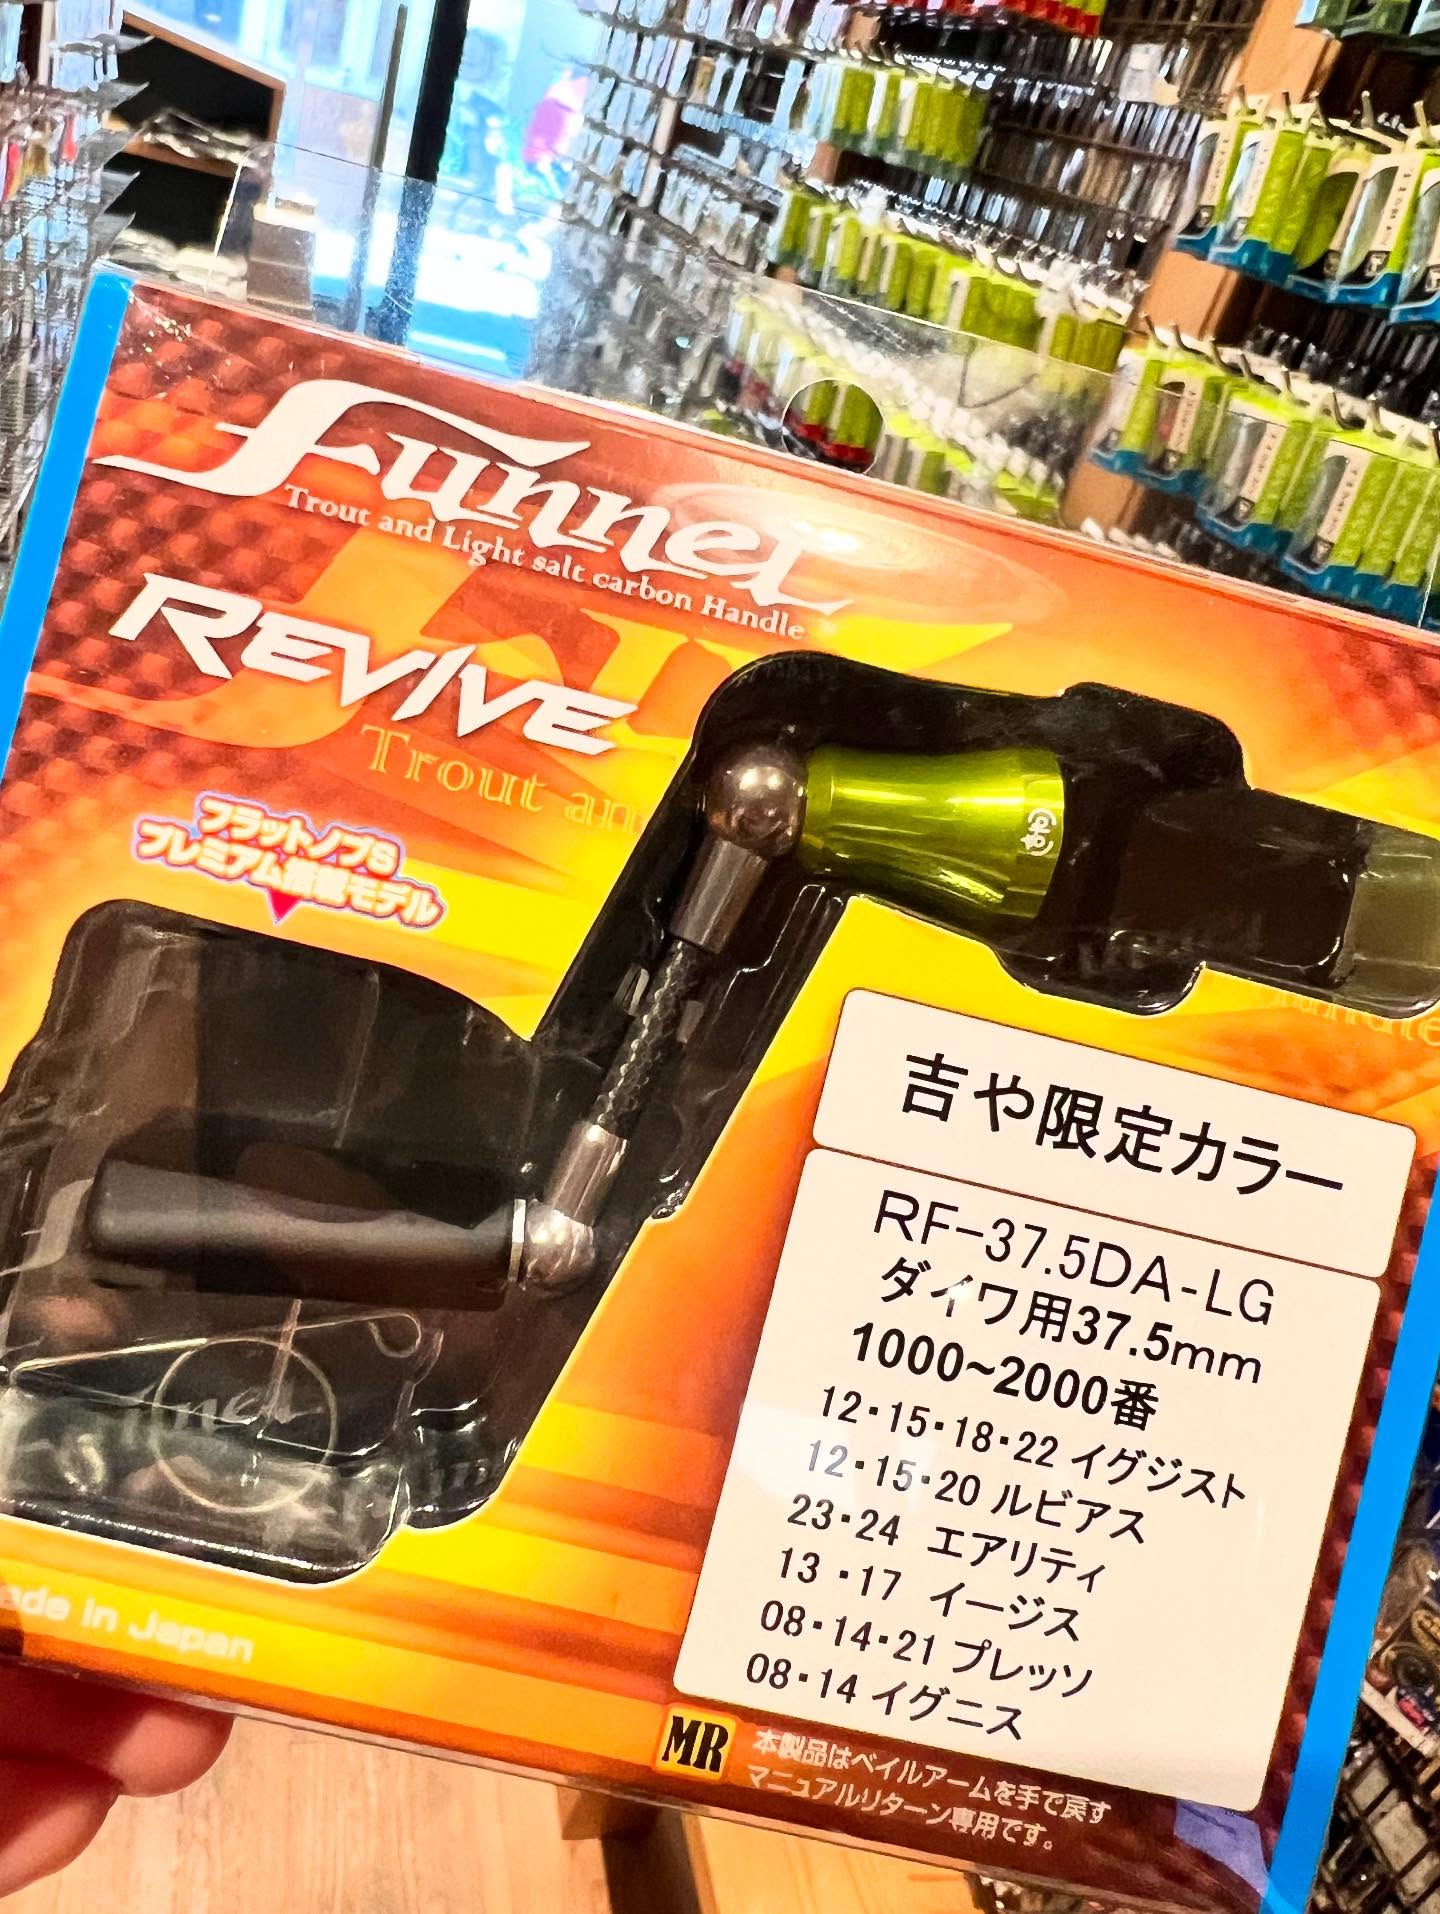 Funnel
Trout and Light salt carbon Handle
REVIVE
Trout an
フラットノブS
プレミアム搭載モデル
吉や限定カラー
RF-37.5DA-LG
ダイワ用37.5mm
1000~2000番
12・15・18・22 イグジスト
12・15・20 ルビアス
23・24 エアリティ
13・17 イージス
08・14・21 プレッソ
08・14 イグニス
ade in Japan
MR
本製品はベイルアームを手で戻す
マニュアルリターン専用です。